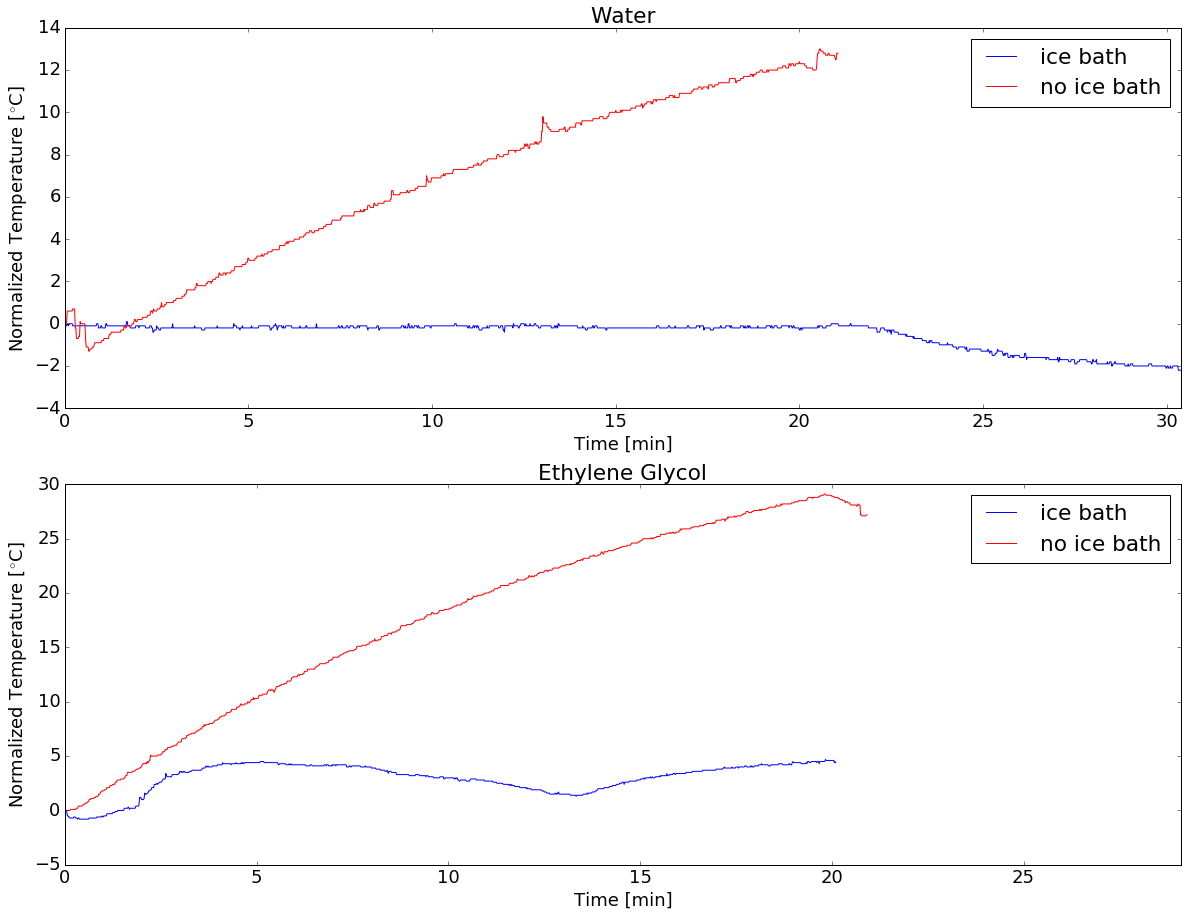 Water
Normalized Temperature [°C]
14
12
10
8
6
4
2
0
−2
−4
ice bath
no ice bath
0 5 10 15 20 25 30
Time [min]
Ethylene Glycol
Normalized Temperature [°C]
30
25
20
15
10
5
0
−5
ice bath
no ice bath
0 5 10 15 20 25
Time [min]